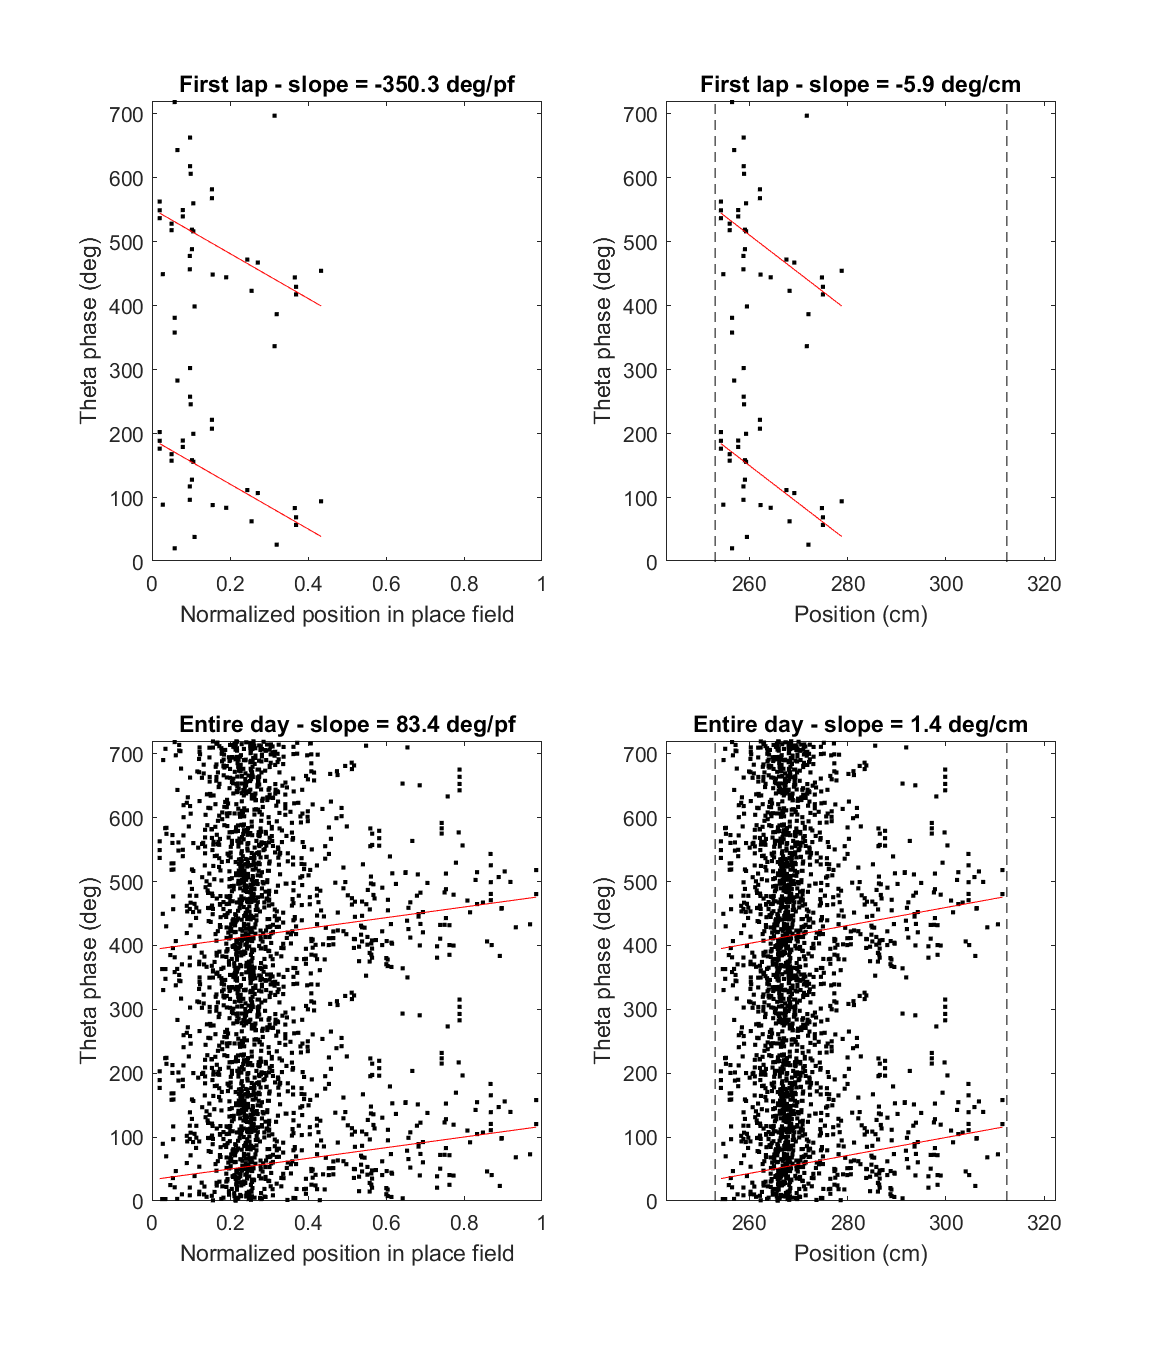 First lap - slope = -350.3 deg/pf
Theta phase (deg)
700
600
500
400
300
200
100
0
0 0.2 0.4 0.6 0.8 1
Normalized position in place field
First lap - slope = -5.9 deg/cm
Theta phase (deg)
700
600
500
400
300
200
100
0
260 280 300 320
Position (cm)
Entire day - slope = 83.4 deg/pf
Theta phase (deg)
700
600
500
400
300
200
100
0
0 0.2 0.4 0.6 0.8 1
Normalized position in place field
Entire day - slope = 1.4 deg/cm
Theta phase (deg)
700
600
500
400
300
200
100
0
260 280 300 320
Position (cm)